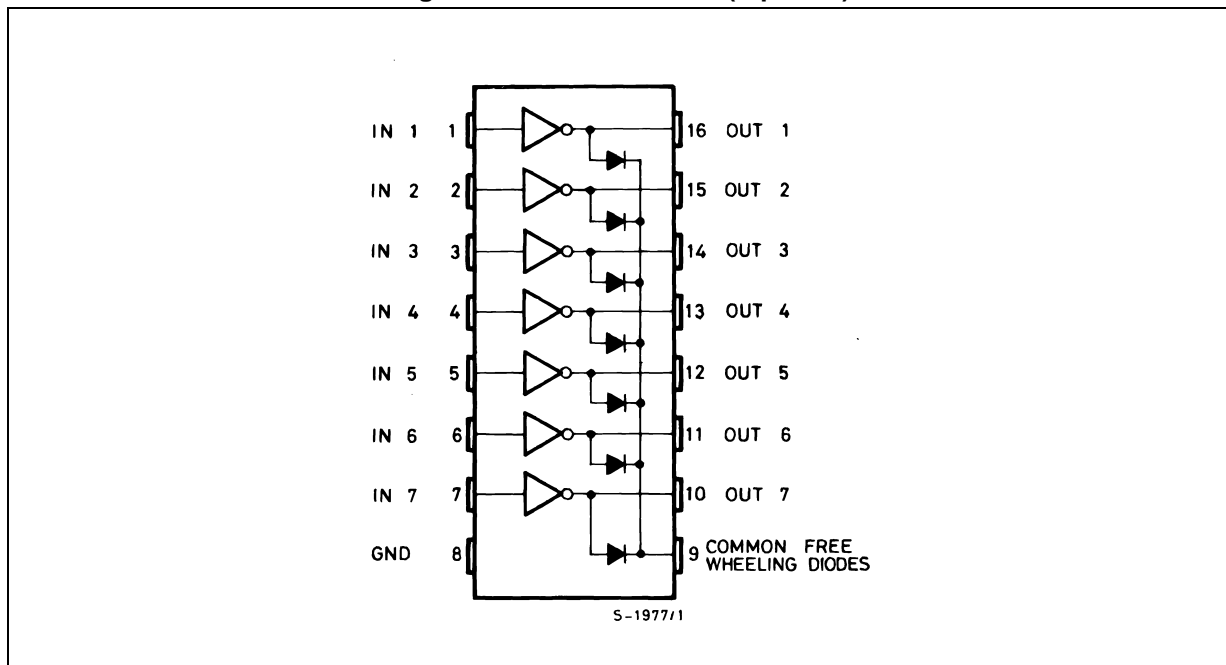 IN 1 1 16 OUT 1
IN 2 2 15 OUT 2
IN 3 3 14 OUT 3
IN 4 4 13 OUT 4
IN 5 5 12 OUT 5
IN 6 6 11 OUT 6
IN 7 7 10 OUT 7
GND 8 9 COMMON FREE
WHEELING DIODES
S-1977/1